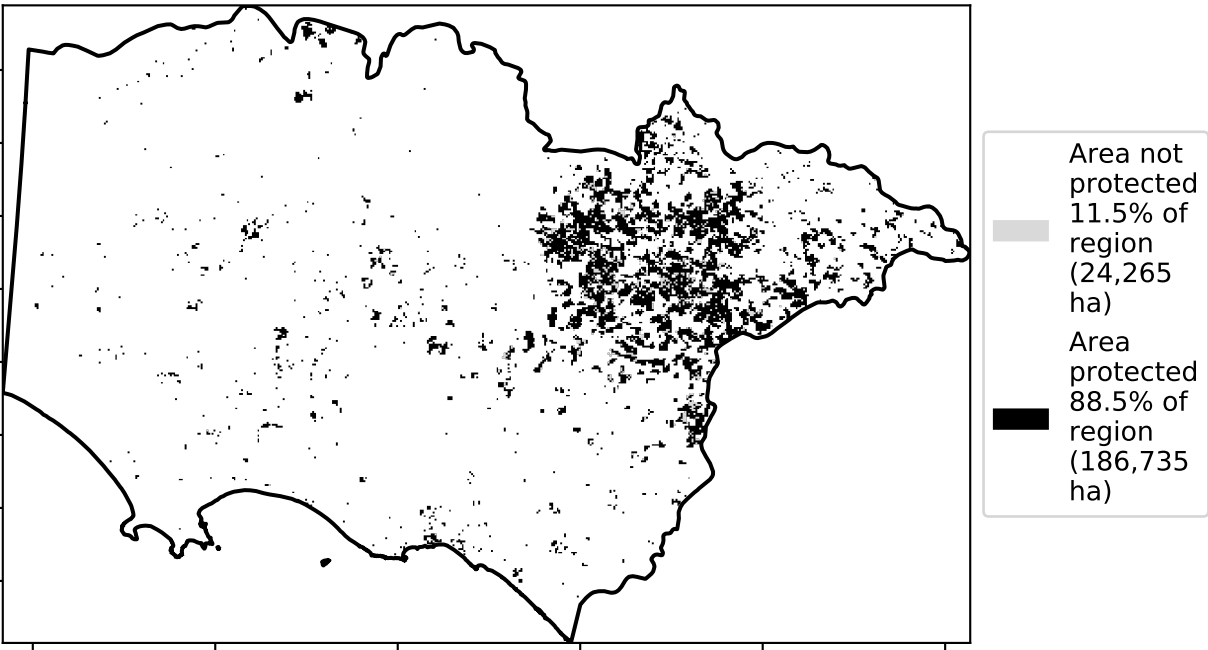 Area not
protected
11.5% of
region
(24,265
ha)
Area
protected
88.5% of
region
(186,735
ha)